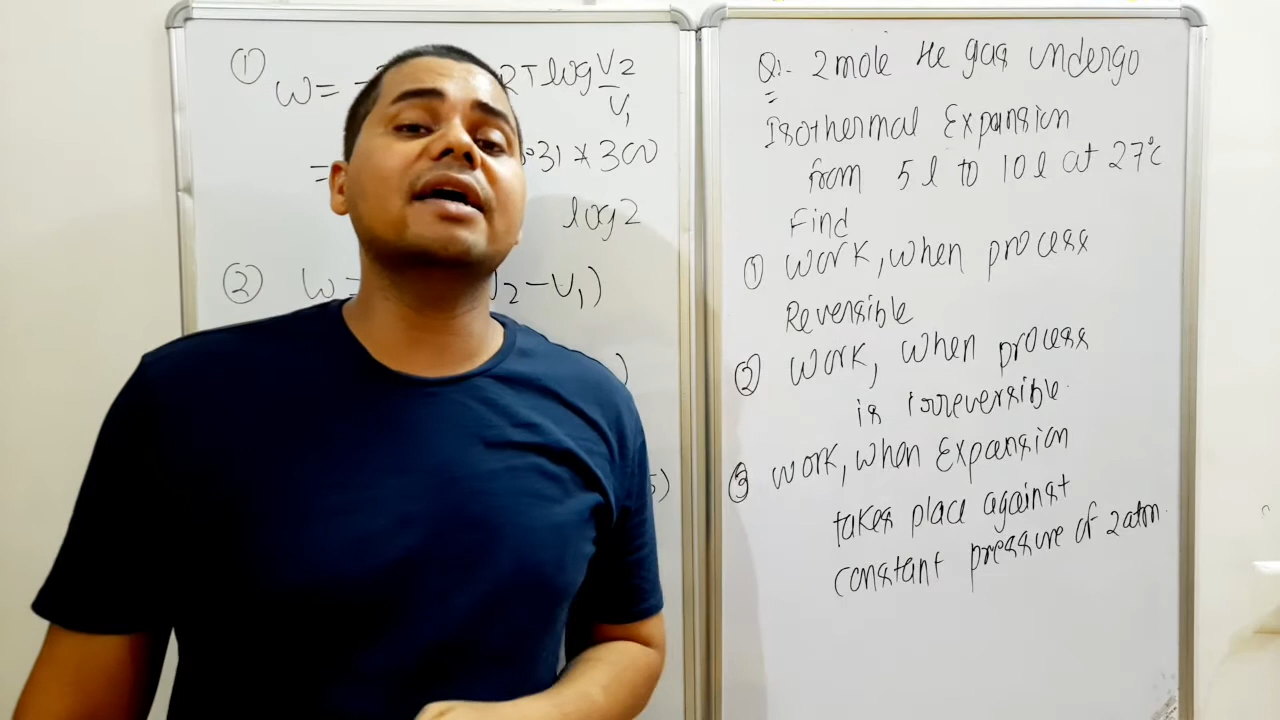 ① W= - RT log V2/V1
= 31 * 300
log2
② W= 2-V1)
)
5)
Q:- 2 mole He gas undergo
Isothermal Expansion
from 5 l to 10 l at 27°C
Find
① Work, when process
Reversible
② Work, when process
is irreversible.
③ Work, when Expansion
takes place against
constant pressure of 2 atm.